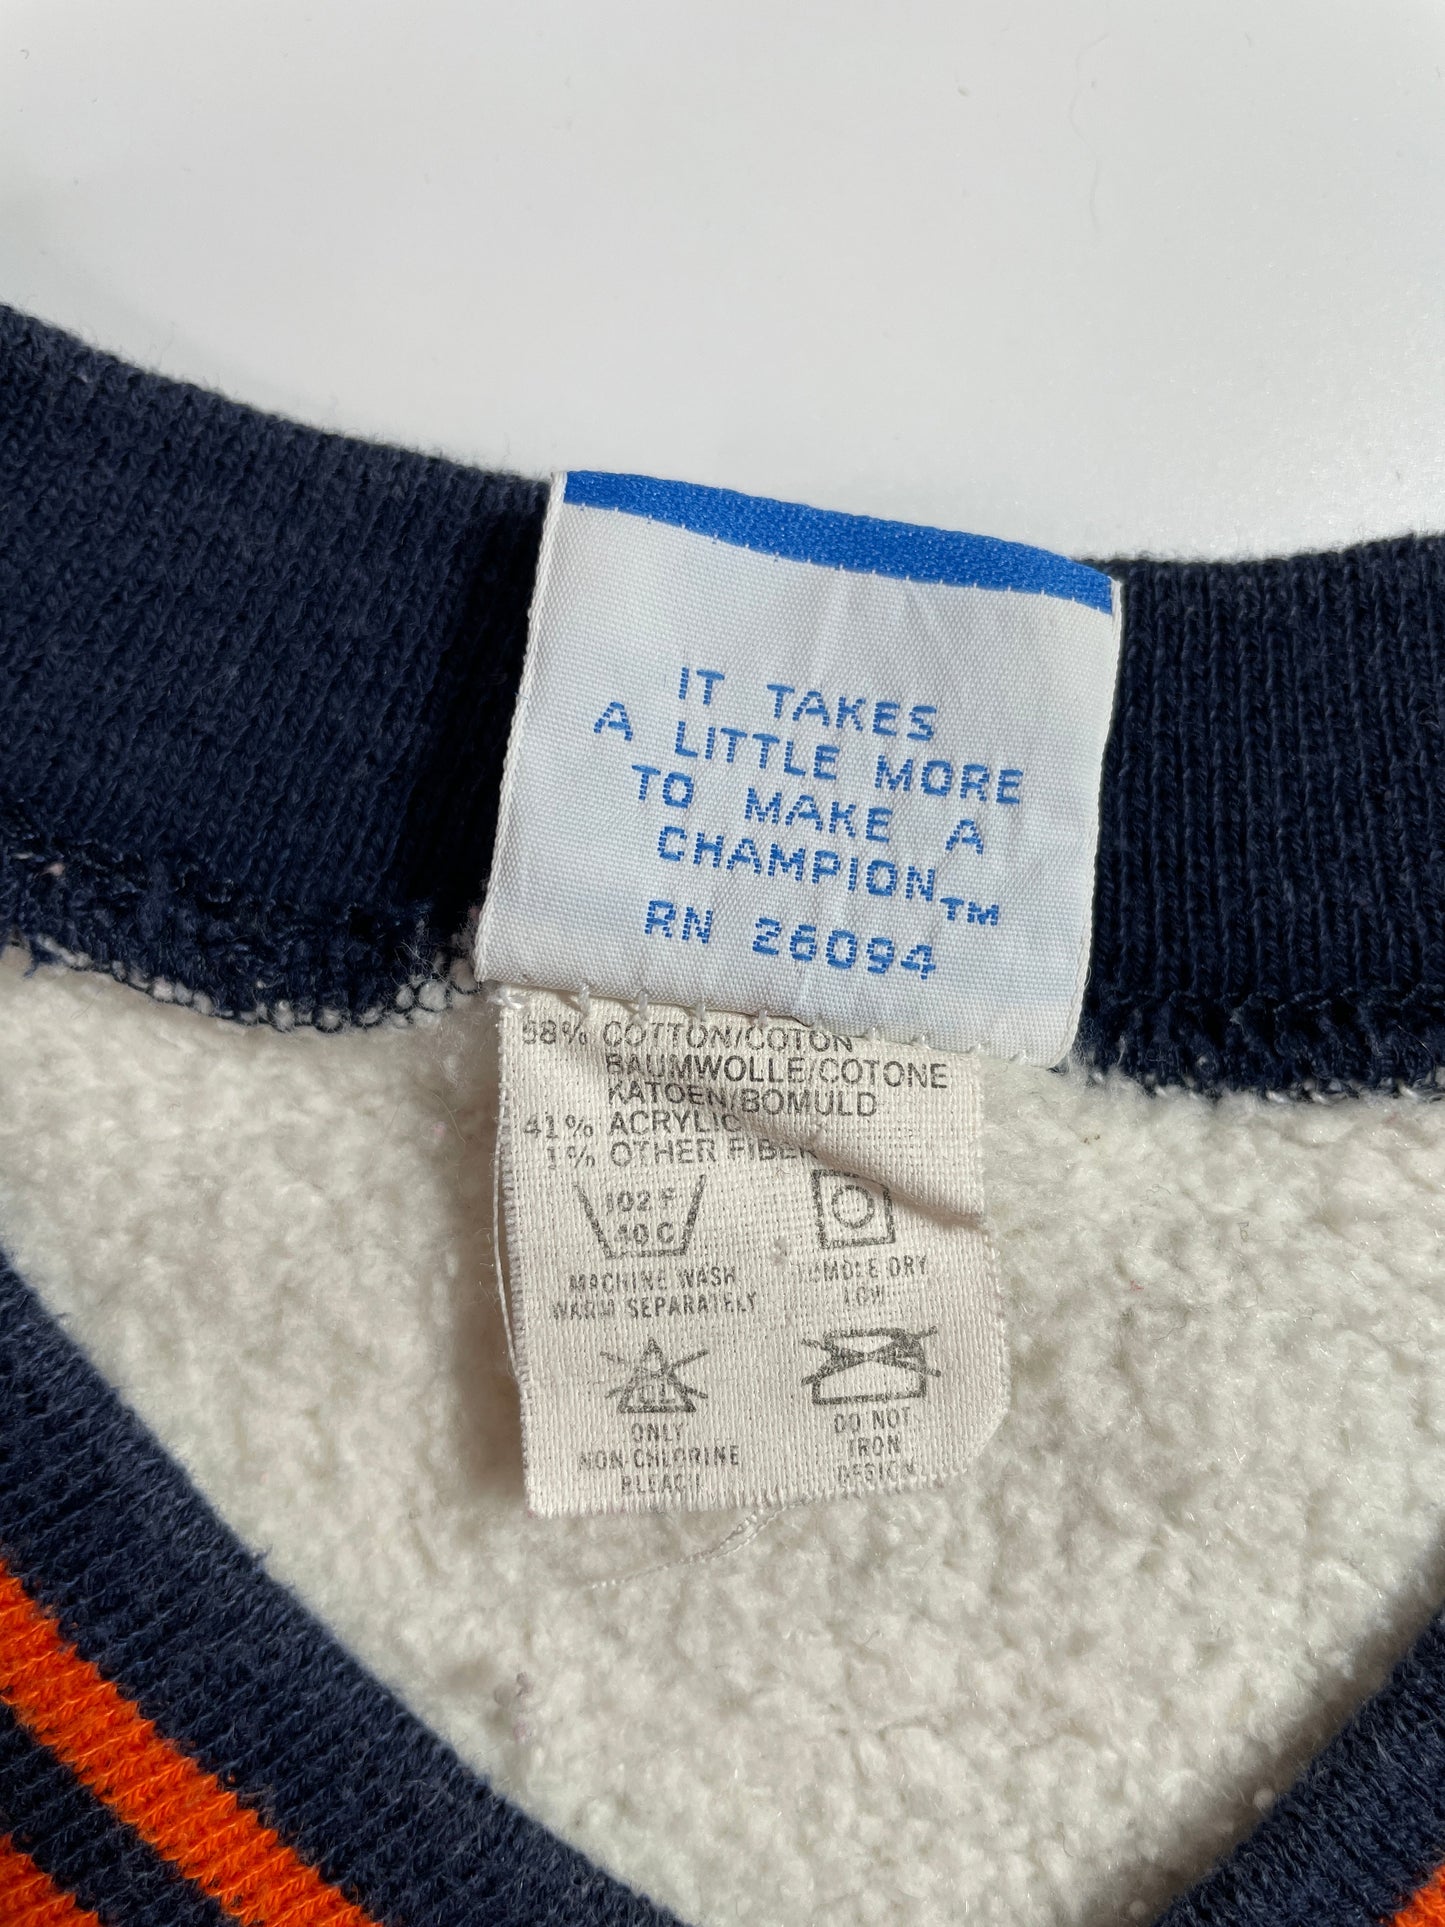 IT TAKES
A LITTLE MORE
TO MAKE A
CHAMPION™
RN 26094
58% COTTON/COTON
BAUMWOLLE/COTONE
KATOEN/BOMULD
41% ACRYLIC
1% OTHER FIBER
102 F
40 C
MACHINE WASH
WARM SEPARATELY
TUMBLE DRY
LOW
CL
ONLY
NON-CHLORINE
BLEACH
DO NOT
IRON
DESIGN